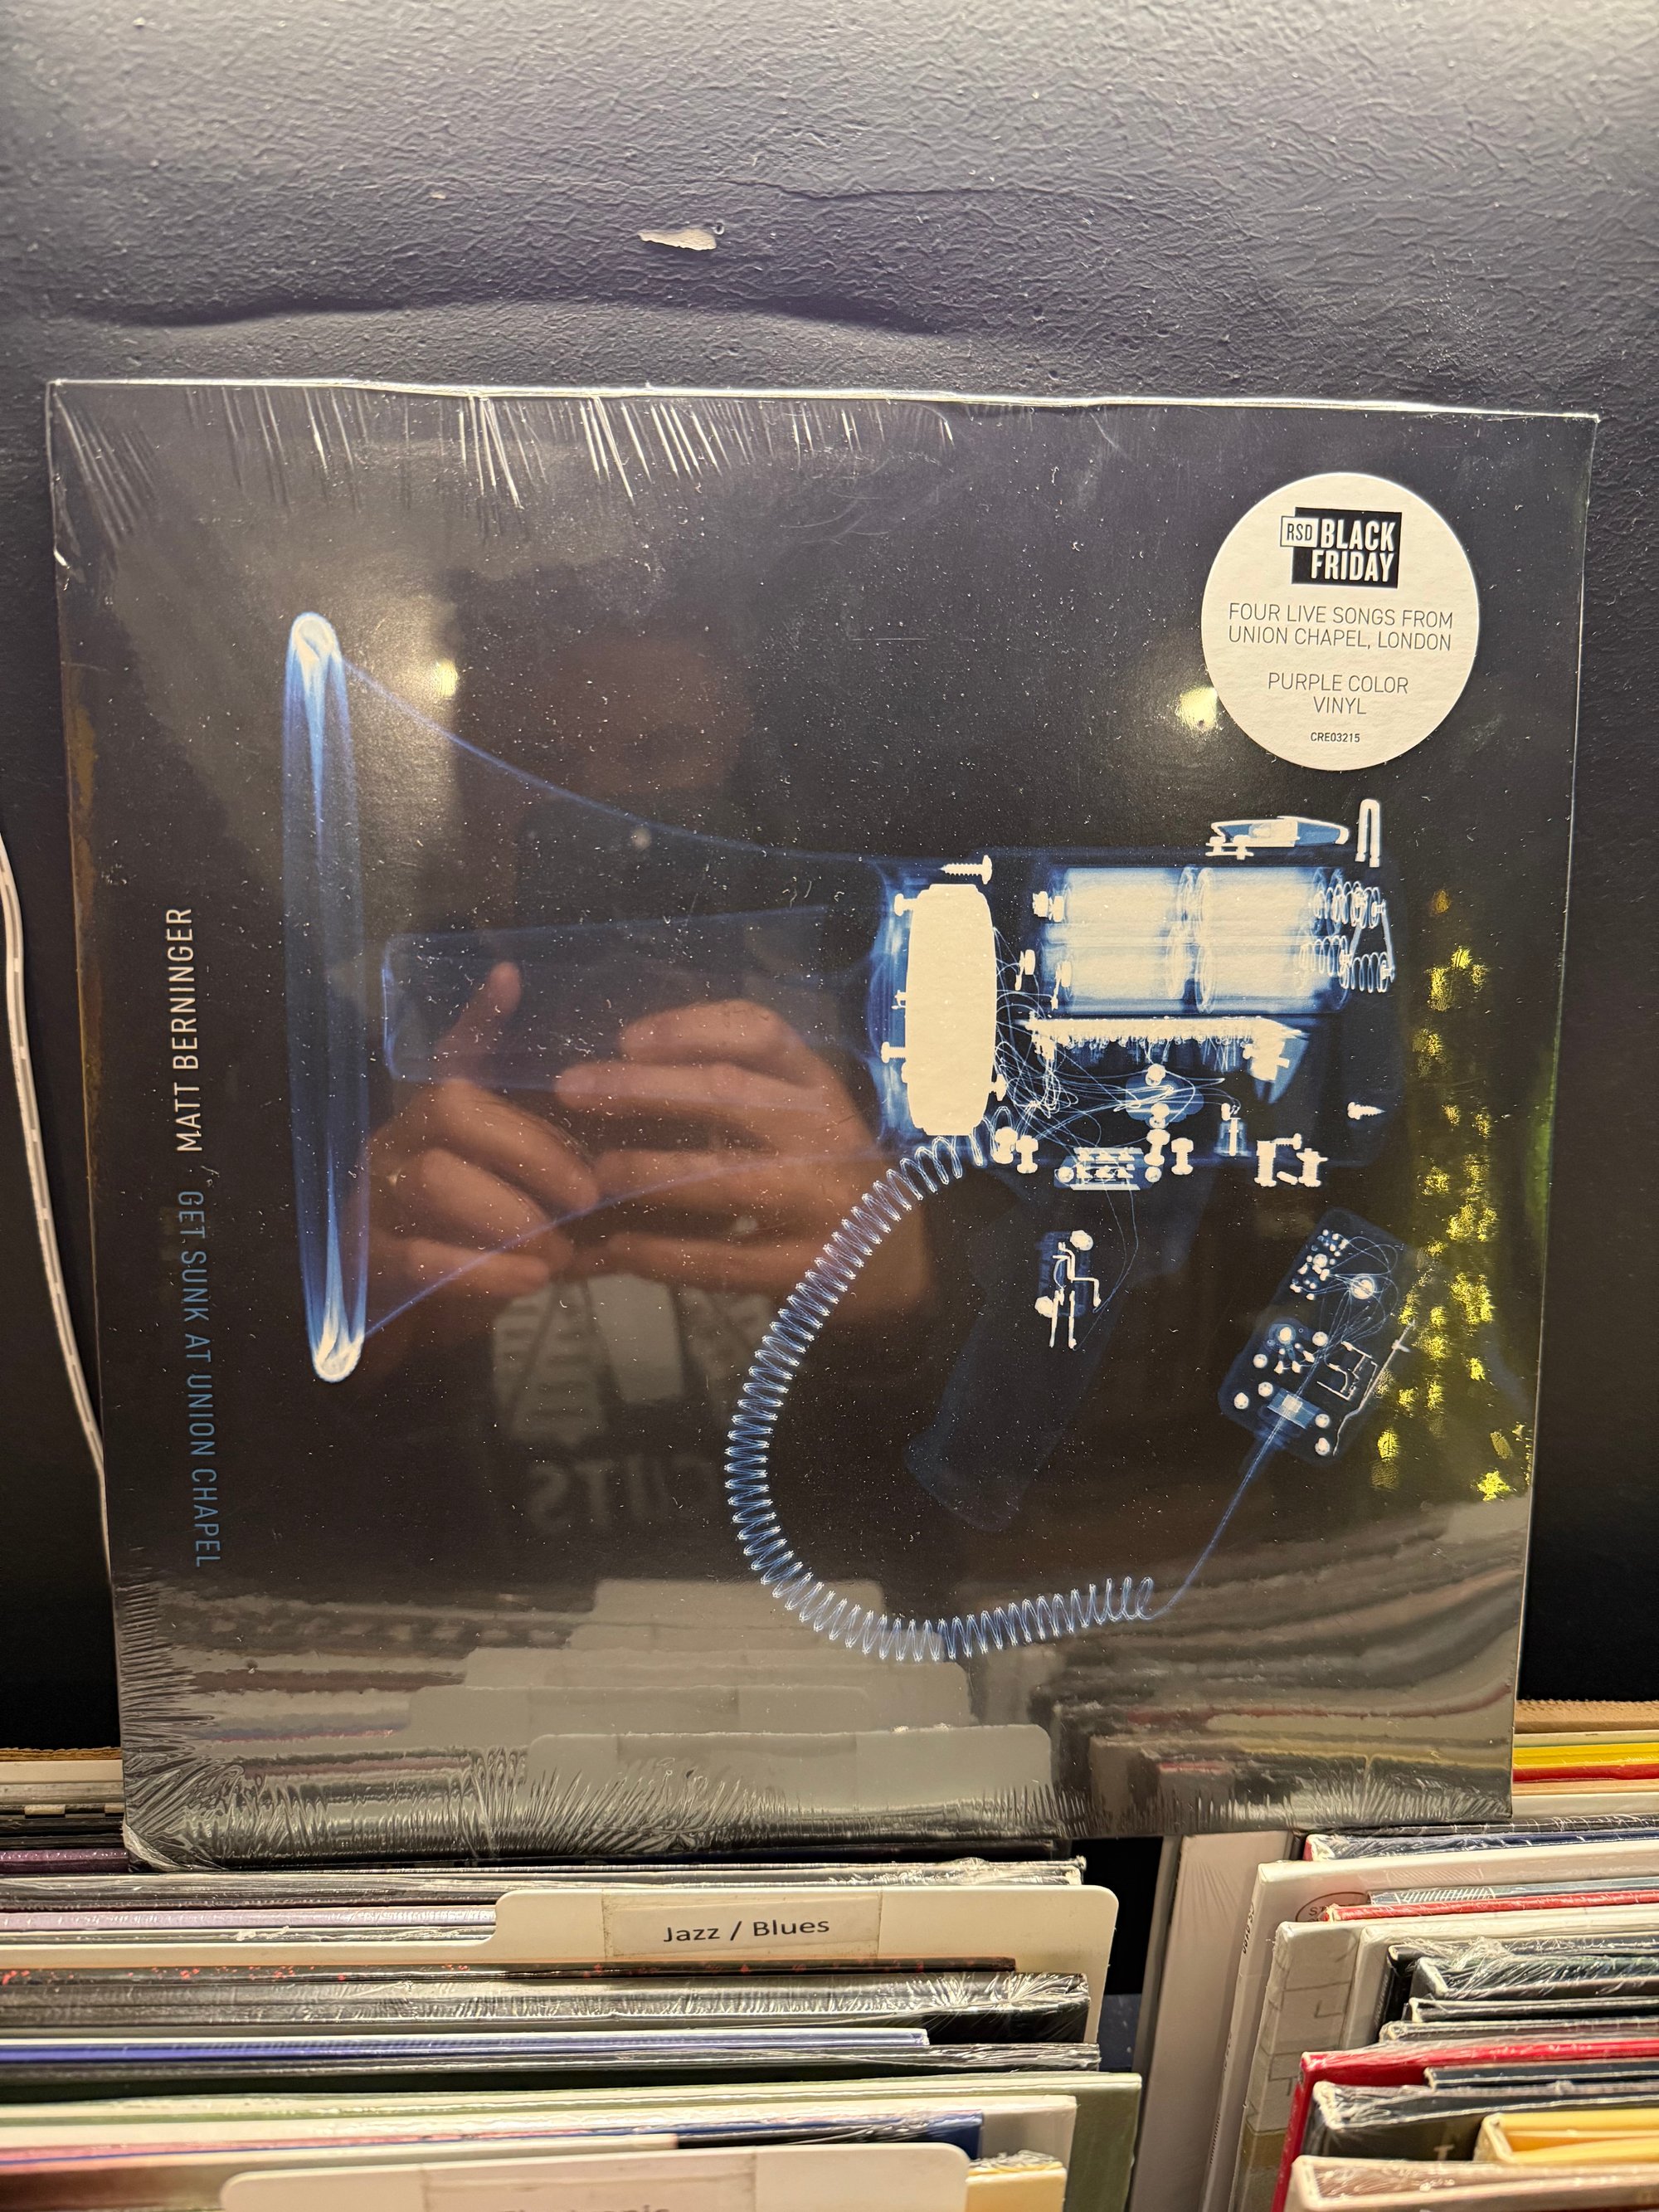 RSD BLACK
FRIDAY
FOUR LIVE SONGS FROM
UNION CHAPEL, LONDON
PURPLE COLOR
VINYL
CRE03215
GET SUNK AT UNION CHAPEL MATT BERNINGER
Jazz / Blues